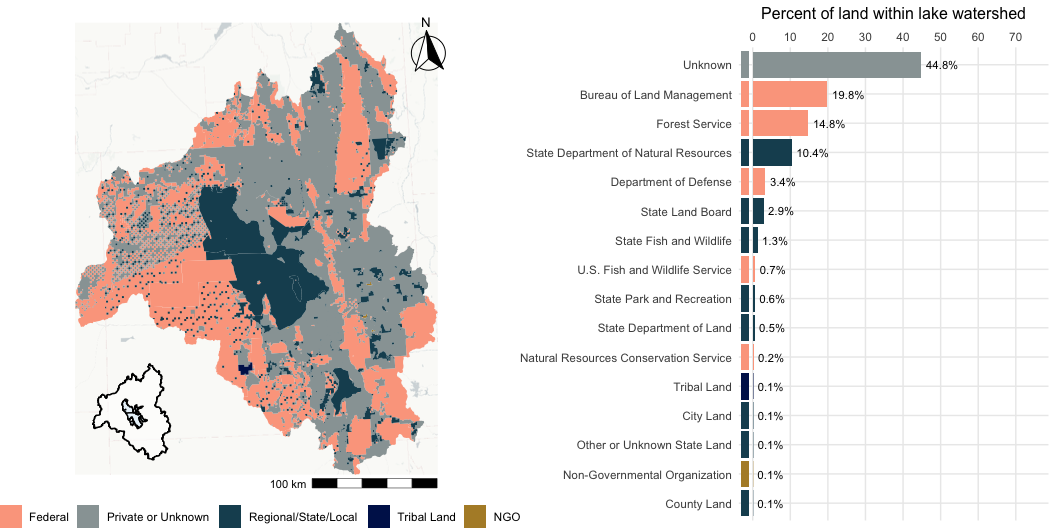 N
100 km
Federal
Private or Unknown
Regional/State/Local
Tribal Land
NGO
Percent of land within lake watershed
0 10 20 30 40 50 60 70
Unknown 44.8%
Bureau of Land Management 19.8%
Forest Service 14.8%
State Department of Natural Resources 10.4%
Department of Defense 3.4%
State Land Board 2.9%
State Fish and Wildlife 1.3%
U.S. Fish and Wildlife Service 0.7%
State Park and Recreation 0.6%
State Department of Land 0.5%
Natural Resources Conservation Service 0.2%
Tribal Land 0.1%
City Land 0.1%
Other or Unknown State Land 0.1%
Non-Governmental Organization 0.1%
County Land 0.1%